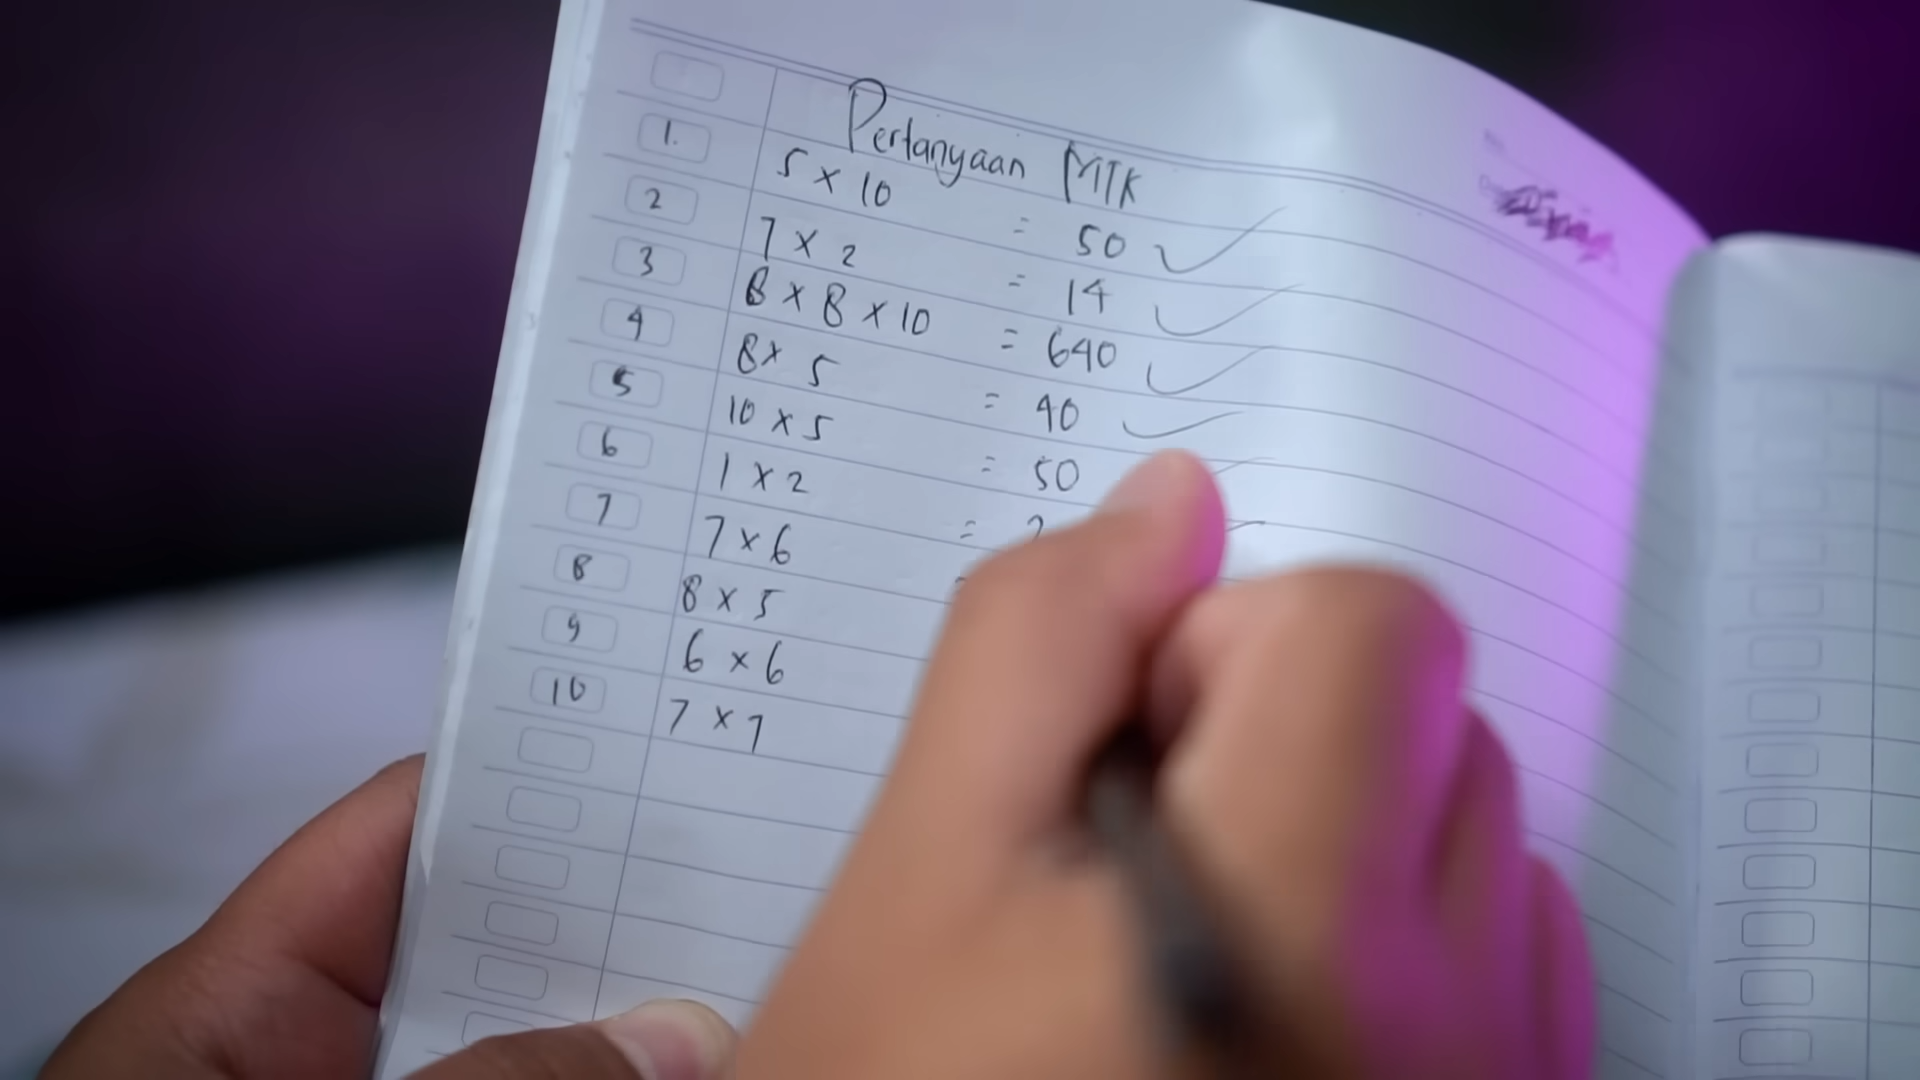 Pertanyaan MTK
1. 5 x 10 = 50
2 7 x 2 = 14
3 8 x 8 x 10 = 640
4 8 x 5 = 40
5 10 x 5 = 50
6 1 x 2 = 2
7 7 x 6 =
8 8 x 5
9 6 x 6
10 7 x 7